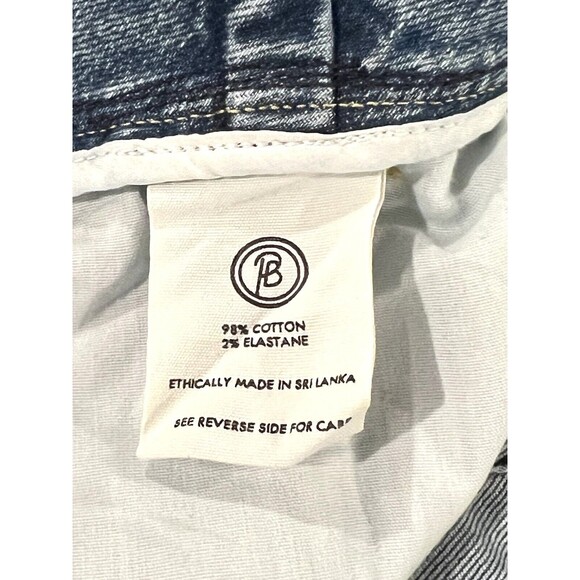 PB
98% COTTON
2% ELASTANE
ETHICALLY MADE IN SRI LANKA
SEE REVERSE SIDE FOR CARE